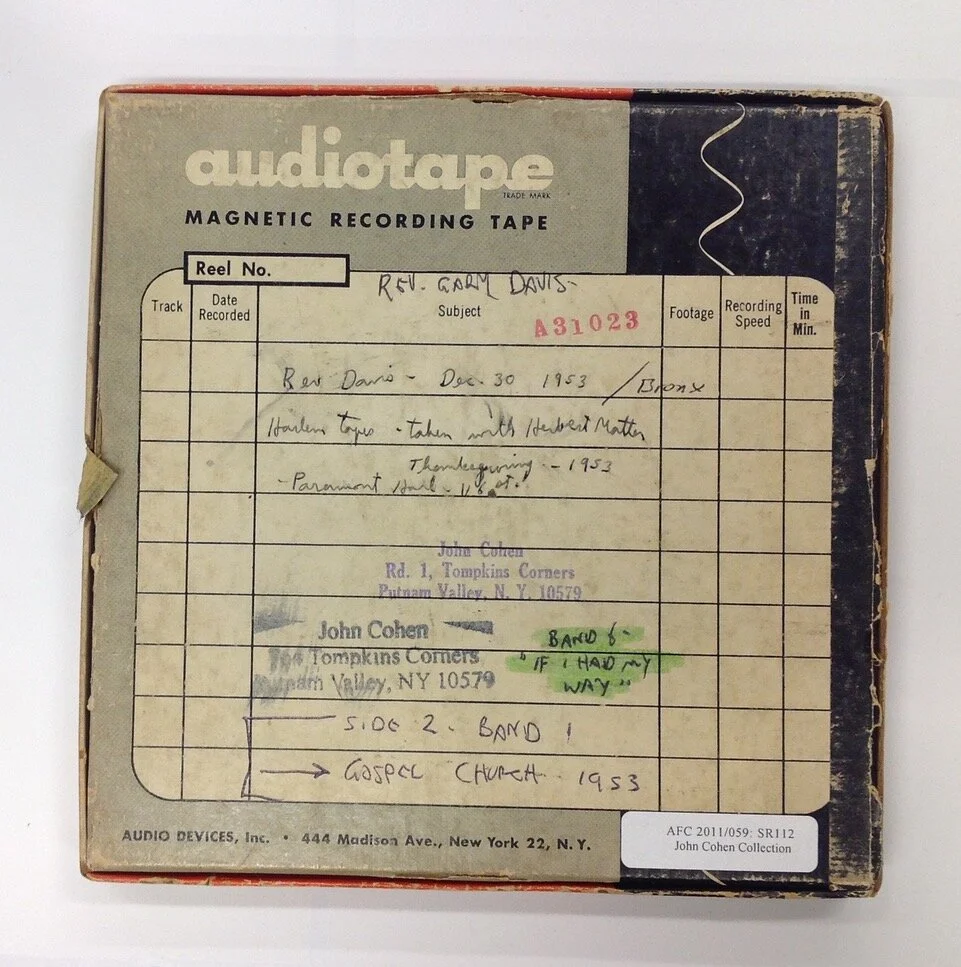 audiotape
TRADE MARK
MAGNETIC RECORDING TAPE
Reel No.
REV. GARY DAVIS-
Track
Date Recorded
Subject
Footage
Recording Speed
Time in Min.
A31023
Rev Davis - Dec. 30 1953 / Bronx
Harlem tapes - taken with Herbert Matter
Thanksgiving - 1953
- Paramount Hall -
John Cohen
Rd. 1, Tompkins Corners
Putnam Valley, N. Y. 10579
John Cohen
Tompkins Corners
Putnam Valley, NY 10579
BAND 6-
"IF I HAD MY
WAY"
SIDE 2. BAND 1
GOSPEL CHURCH - 1953
AUDIO DEVICES, Inc. • 444 Madison Ave., New York 22, N. Y.
AFC 2011/059: SR112
John Cohen Collection